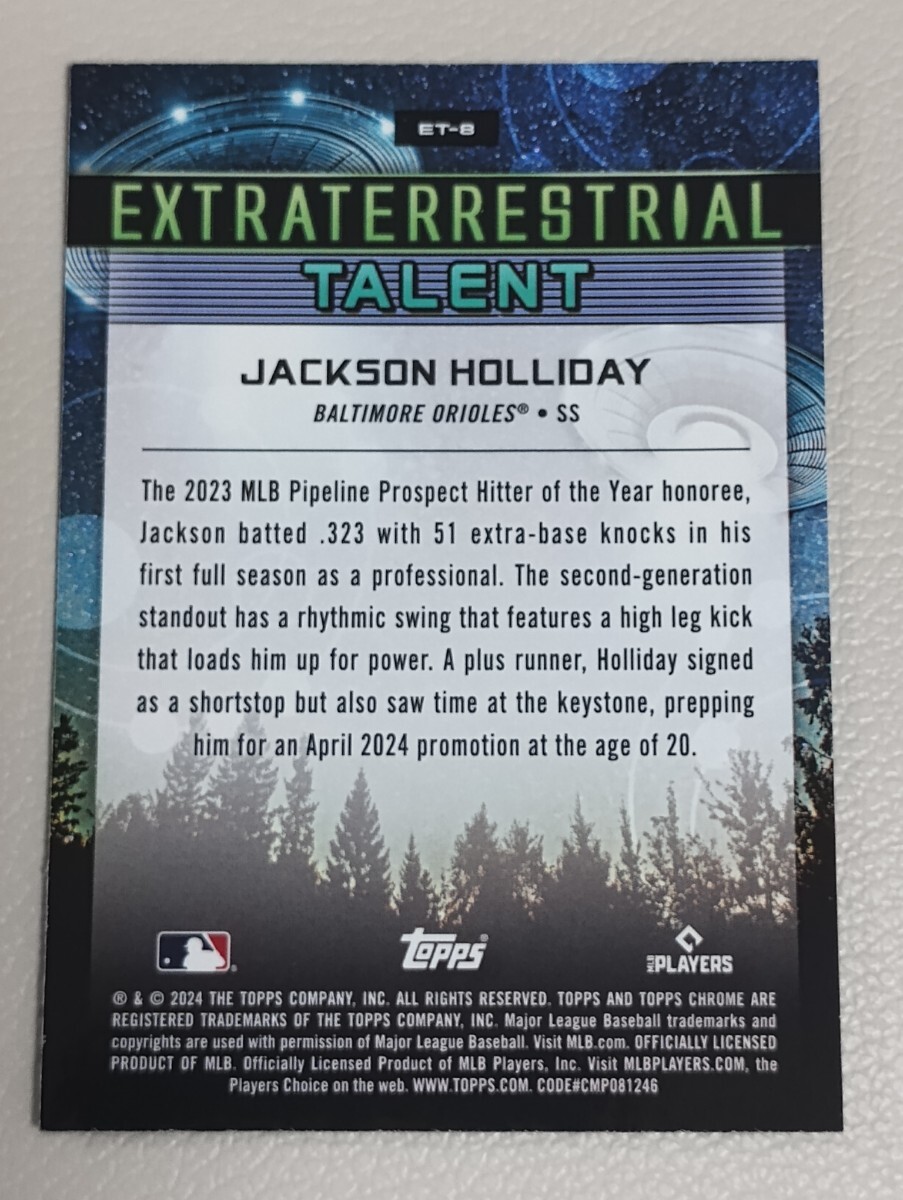 ET-8
EXTRATERRESTRIAL
TALENT
JACKSON HOLLIDAY
BALTIMORE ORIOLES® • SS
The 2023 MLB Pipeline Prospect Hitter of the Year honoree,
Jackson batted .323 with 51 extra-base knocks in his
first full season as a professional. The second-generation
standout has a rhythmic swing that features a high leg kick
that loads him up for power. A plus runner, Holliday signed
as a shortstop but also saw time at the keystone, prepping
him for an April 2024 promotion at the age of 20.
topps® MLB PLAYERS
® & © 2024 THE TOPPS COMPANY, INC. ALL RIGHTS RESERVED. TOPPS AND TOPPS CHROME ARE
REGISTERED TRADEMARKS OF THE TOPPS COMPANY, INC. Major League Baseball trademarks and
copyrights are used with permission of Major League Baseball. Visit MLB.com. OFFICIALLY LICENSED
PRODUCT OF MLB. Officially Licensed Product of MLB Players, Inc. Visit MLBPLAYERS.COM, the
Players Choice on the web. WWW.TOPPS.COM. CODE#CMP081246